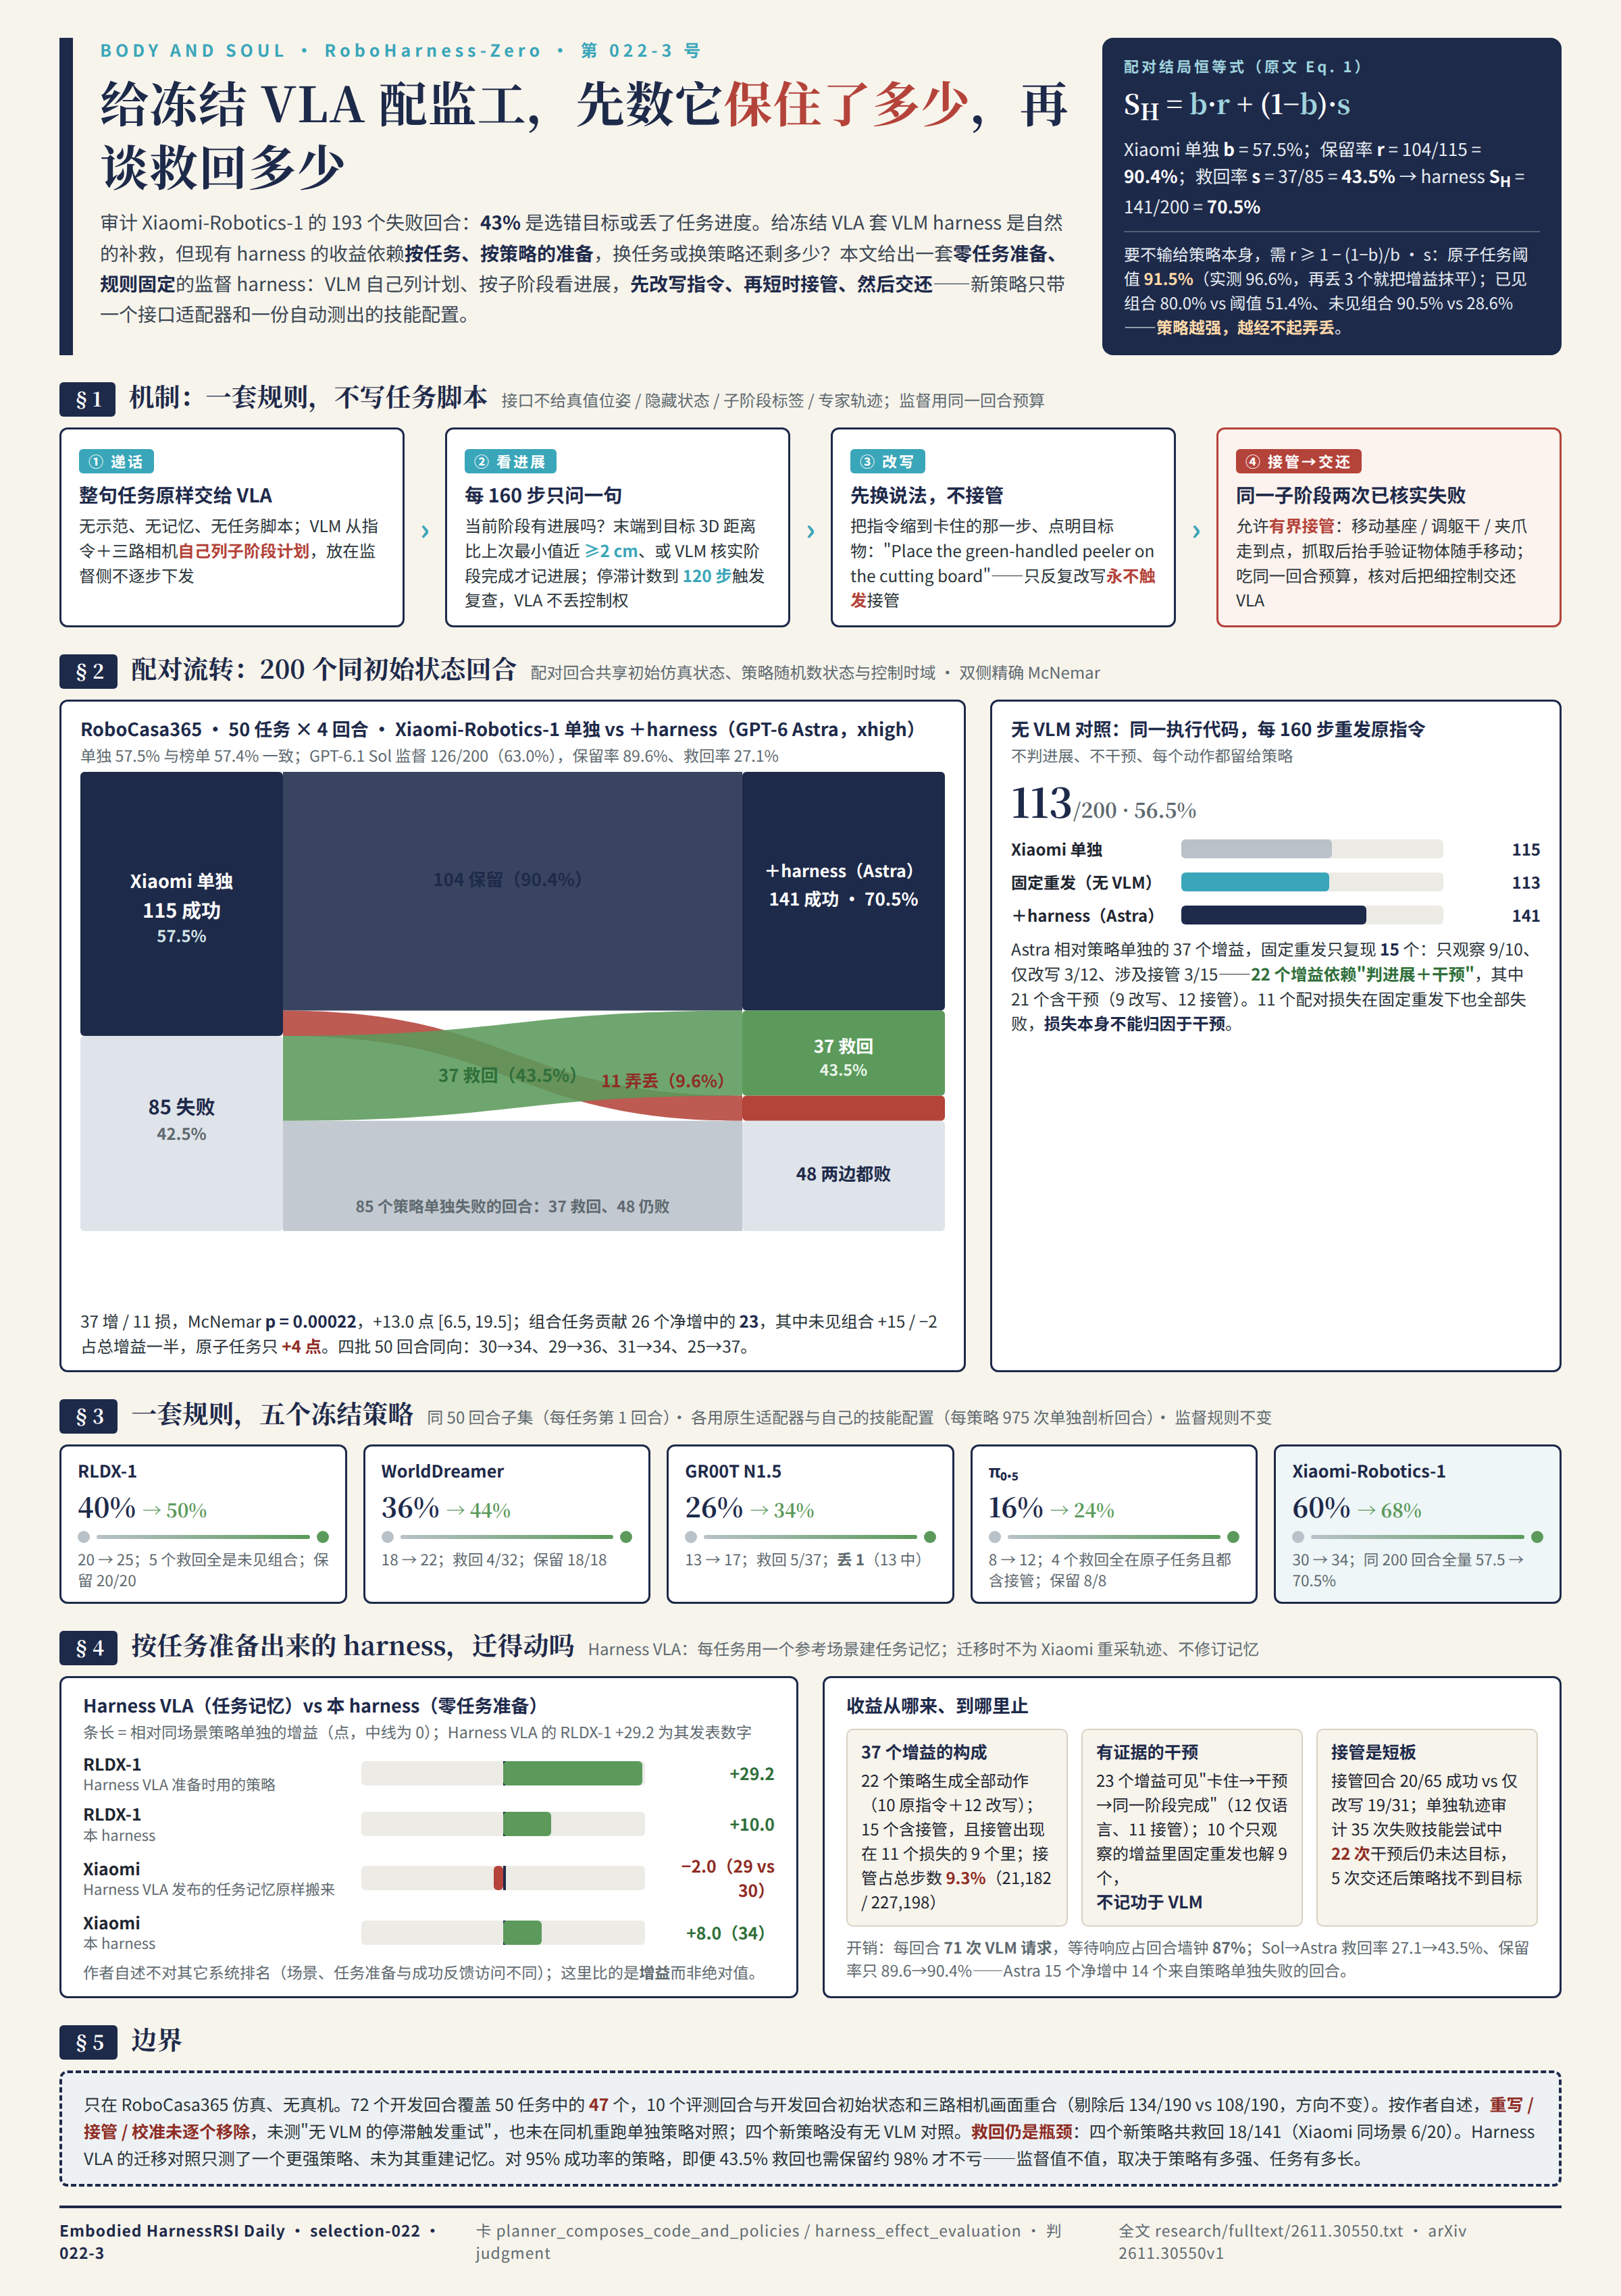 BODY AND SOUL · RoboHarness-Zero · 第 022-3 号
给冻结 VLA 配监工，先数它保住了多少，再
谈救回多少
审计 Xiaomi-Robotics-1 的 193 个失败回合：43% 是选错目标或丢了任务进度。给冻结 VLA 套 VLM harness 是自然
的补救，但现有 harness 的收益依赖按任务、按策略的准备，换任务或换策略还剩多少？本文给出一套零任务准备、
规则固定的监督 harness：VLM 自己列计划、按子阶段看进展，先改写指令、再短时接管、然后交还——新策略只带
一个接口适配器和一份自动测出的技能配置。
配对结局恒等式（原文 Eq. 1）
S_H = b·r + (1−b)·s
Xiaomi 单独 b = 57.5%；保留率 r = 104/115 =
90.4%；救回率 s = 37/85 = 43.5% → harness S_H =
141/200 = 70.5%
要不输给策略本身，需 r ≥ 1 − (1−b)/b · s：原子任务阈
值 91.5%（实测 96.6%，再丢 3 个就把增益抹平）；已见
组合 80.0% vs 阈值 51.4%、未见组合 90.5% vs 28.6%
——策略越强，越经不起弄丢。
§1 机制：一套规则，不写任务脚本 接口不给真值位姿 / 隐藏状态 / 子阶段标签 / 专家轨迹；监督用同一回合预算
① 递话
整句任务原样交给 VLA
无示范、无记忆、无任务脚本；VLM 从指
令＋三路相机自己列子阶段计划，放在监
督侧不逐步下发
›
② 看进展
每 160 步只问一句
当前阶段有进展吗？末端到目标 3D 距离
比上次最小值近 ≥2 cm、或 VLM 核实阶
段完成才记进展；停滞计数到 120 步触发
复查，VLA 不丢控制权
›
③ 改写
先换说法，不接管
把指令缩到卡住的那一步、点明目标
物："Place the green-handled peeler on
the cutting board"——只反复改写永不触
发接管
›
④ 接管→交还
同一子阶段两次已核实失败
允许有界接管：移动基座 / 调躯干 / 夹爪
走到点，抓取后抬手验证物体随手移动；
吃同一回合预算，核对后把细控制交还
VLA
§2 配对流转：200 个同初始状态回合 配对回合共享初始仿真状态、策略随机数状态与控制时域 · 双侧精确 McNemar
RoboCasa365 · 50 任务 × 4 回合 · Xiaomi-Robotics-1 单独 vs ＋harness（GPT-6 Astra，xhigh）
单独 57.5% 与榜单 57.4% 一致；GPT-6.1 Sol 监督 126/200（63.0%），保留率 89.6%、救回率 27.1%
Xiaomi 单独
115 成功
57.5%
104 保留（90.4%）
＋harness（Astra）
141 成功 · 70.5%
85 失败
42.5%
37 救回（43.5%）
11 弄丢（9.6%）
37 救回
43.5%
48 两边都败
85 个策略单独失败的回合：37 救回、48 仍败
37 增 / 11 损，McNemar p = 0.00022，+13.0 点 [6.5, 19.5]；组合任务贡献 26 个净增中的 23，其中未见组合 +15 / −2
占总增益一半，原子任务只 +4 点。四批 50 回合同向：30→34、29→36、31→34、25→37。
无 VLM 对照：同一执行代码，每 160 步重发原指令
不判进展、不干预、每个动作都留给策略
113/200 · 56.5%
Xiaomi 单独 115
固定重发（无 VLM） 113
＋harness（Astra） 141
Astra 相对策略单独的 37 个增益，固定重发只复现 15 个：只观察 9/10、
仅改写 3/12、涉及接管 3/15——22 个增益依赖"判进展＋干预"，其中
21 个含干预（9 改写、12 接管）。11 个配对损失在固定重发下也全部失
败，损失本身不能归因于干预。
§3 一套规则，五个冻结策略 同 50 回合子集（每任务第 1 回合）· 各用原生适配器与自己的技能配置（每策略 975 次单独剖析回合）· 监督规则不变
RLDX-1
40% → 50%
20 → 25；5 个救回全是未见组合；保
留 20/20
WorldDreamer
36% → 44%
18 → 22；救回 4/32；保留 18/18
GR00T N1.5
26% → 34%
13 → 17；救回 5/37；丢 1（13 中）
π₀.₅
16% → 24%
8 → 12；4 个救回全在原子任务且都
含接管；保留 8/8
Xiaomi-Robotics-1
60% → 68%
30 → 34；同 200 回合全量 57.5 →
70.5%
§4 按任务准备出来的 harness，迁得动吗 Harness VLA：每任务用一个参考场景建任务记忆；迁移时不为 Xiaomi 重采轨迹、不修订记忆
Harness VLA（任务记忆）vs 本 harness（零任务准备）
条长 = 相对同场景策略单独的增益（点，中线为 0）；Harness VLA 的 RLDX-1 +29.2 为其发表数字
RLDX-1
Harness VLA 准备时用的策略
+29.2
RLDX-1
本 harness
+10.0
Xiaomi
Harness VLA 发布的任务记忆原样搬来
−2.0（29 vs
30）
Xiaomi
本 harness
+8.0（34）
作者自述不对其它系统排名（场景、任务准备与成功反馈访问不同）；这里比的是增益而非绝对值。
收益从哪来、到哪里止
37 个增益的构成
22 个策略生成全部动作
（10 原指令＋12 改写）；
15 个含接管，且接管出现
在 11 个损失的 9 个里；接
管占总步数 9.3%（21,182
/ 227,198）
有证据的干预
23 个增益可见"卡住→干预
→同一阶段完成"（12 仅语
言、11 接管）；10 个只观
察的增益里固定重发也解 9
个，
不记功于 VLM
接管是短板
接管回合 20/65 成功 vs 仅
改写 19/31；单独轨迹审
计 35 次失败技能尝试中
22 次干预后仍未达目标，
5 次交还后策略找不到目标
开销：每回合 71 次 VLM 请求，等待响应占回合墙钟 87%；Sol→Astra 救回率 27.1→43.5%、保留
率只 89.6→90.4%——Astra 15 个净增中 14 个来自策略单独失败的回合。
§5 边界
只在 RoboCasa365 仿真、无真机。72 个开发回合覆盖 50 任务中的 47 个，10 个评测回合与开发回合初始状态和三路相机画面重合（剔除后 134/190 vs 108/190，方向不变）。按作者自述，重写 /
接管 / 校准未逐个移除，未测"无 VLM 的停滞触发重试"，也未在同机重跑单独策略对照；四个新策略没有无 VLM 对照。救回仍是瓶颈：四个新策略共救回 18/141（Xiaomi 同场景 6/20）。Harness
VLA 的迁移对照只测了一个更强策略、未为其重建记忆。对 95% 成功率的策略，即便 43.5% 救回也需保留约 98% 才不亏——监督值不值，取决于策略有多强、任务有多长。
Embodied HarnessRSI Daily · selection-022 ·
022-3
卡 planner_composes_code_and_policies / harness_effect_evaluation · 判
judgment
全文 research/fulltext/2611.30550.txt · arXiv
2611.30550v1